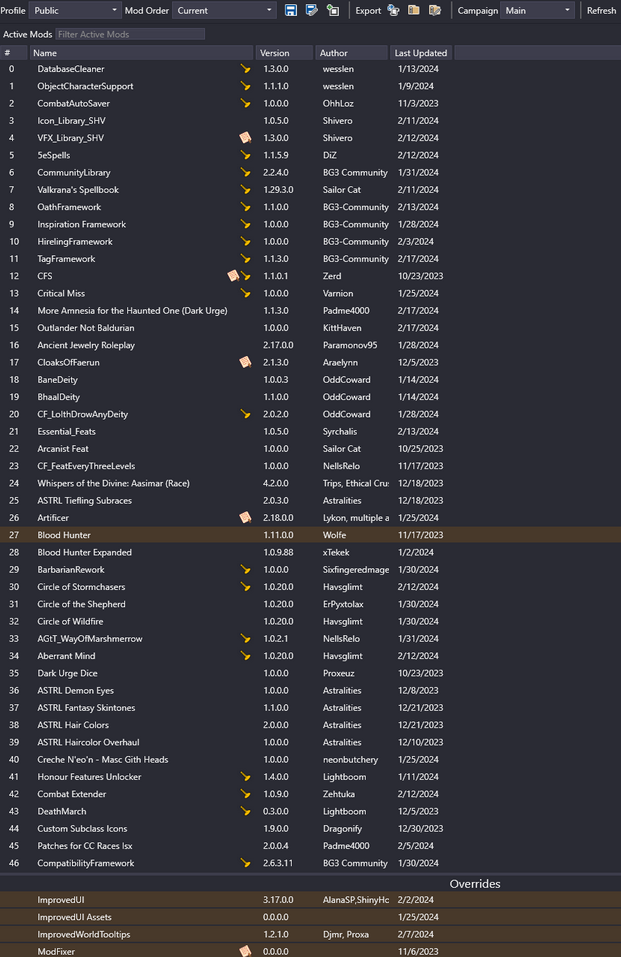 Profile Public Mod Order Current Export Campaign Main Refresh
Active Mods Filter Active Mods
# Name Version Author Last Updated
0 DatabaseCleaner 1.3.0.0 wesslen 1/13/2024
1 ObjectCharacterSupport 1.1.1.0 wesslen 1/9/2024
2 CombatAutoSaver 1.0.0.0 OhhLoz 11/3/2023
3 Icon_Library_SHV 1.0.5.0 Shivero 2/11/2024
4 VFX_Library_SHV 1.3.0.0 Shivero 2/12/2024
5 5eSpells 1.1.5.9 DiZ 2/12/2024
6 CommunityLibrary 2.2.4.0 BG3 Community 1/31/2024
7 Valkrana's Spellbook 1.29.3.0 Sailor Cat 2/11/2024
8 OathFramework 1.1.0.0 BG3-Community 2/13/2024
9 Inspiration Framework 1.0.0.0 BG3-Community 1/28/2024
10 HirelingFramework 1.0.0.0 BG3-Community 2/3/2024
11 TagFramework 1.1.3.0 BG3-Community 2/17/2024
12 CFS 1.1.0.1 Zerd 10/23/2023
13 Critical Miss 1.0.0.0 Varnion 1/25/2024
14 More Amnesia for the Haunted One (Dark Urge) 1.1.3.0 Padme4000 2/17/2024
15 Outlander Not Baldurian 1.0.0.0 KittHaven 2/17/2024
16 Ancient Jewelry Roleplay 2.17.0.0 Paramonov95 1/28/2024
17 CloaksOfFaerun 2.1.3.0 Araelynn 12/5/2023
18 BaneDeity 1.0.0.3 OddCoward 1/14/2024
19 BhaalDeity 1.1.0.0 OddCoward 1/14/2024
20 CF_LolthDrowAnyDeity 2.0.2.0 OddCoward 1/28/2024
21 Essential_Feats 1.0.5.0 Syrchalis 2/13/2024
22 Arcanist Feat 1.0.0.0 Sailor Cat 10/25/2023
23 CF_FeatEveryThreeLevels 1.0.0.0 NellsRelo 11/17/2023
24 Whispers of the Divine: Aasimar (Race) 4.2.0.0 Trips, Ethical Cru 12/18/2023
25 ASTRL Tiefling Subraces 2.0.3.0 Astralities 12/18/2023
26 Artificer 2.18.0.0 Lykon, multiple a 1/25/2024
27 Blood Hunter 1.11.0.0 Wolfe 11/17/2023
28 Blood Hunter Expanded 1.0.9.88 xTekek 1/2/2024
29 BarbarianRework 1.0.0.0 Sixfingeredmage 1/30/2024
30 Circle of Stormchasers 1.0.20.0 Havsglimt 2/12/2024
31 Circle of the Shepherd 1.0.20.0 ErPyxtolax 1/30/2024
32 Circle of Wildfire 1.0.20.0 Havsglimt 1/30/2024
33 AGtT_WayOfMarshmerrow 1.0.2.1 NellsRelo 1/31/2024
34 Aberrant Mind 1.0.20.0 Havsglimt 2/12/2024
35 Dark Urge Dice 1.0.0.0 Proxeuz 10/23/2023
36 ASTRL Demon Eyes 1.0.0.0 Astralities 12/8/2023
37 ASTRL Fantasy Skintones 1.1.0.0 Astralities 12/21/2023
38 ASTRL Hair Colors 2.0.0.0 Astralities 12/21/2023
39 ASTRL Haircolor Overhaul 1.0.0.0 Astralities 12/10/2023
40 Creche N'eo'n - Masc Gith Heads 1.0.0.0 neonbutchery 1/25/2024
41 Honour Features Unlocker 1.4.0.0 Lightboom 1/11/2024
42 Combat Extender 1.0.9.0 Zehtuka 2/12/2024
43 DeathMarch 0.3.0.0 Lightboom 12/5/2023
44 Custom Subclass Icons 1.9.0.0 Dragonify 12/30/2023
45 Patches for CC Races lsx 2.0.0.4 Padme4000 2/5/2024
46 CompatibilityFramework 2.6.3.11 BG3 Community 1/30/2024
Overrides
ImprovedUI 3.17.0.0 AlanaSP,ShinyHo 2/2/2024
ImprovedUI Assets 0.0.0.0 1/25/2024
ImprovedWorldTooltips 1.2.1.0 Djmr, Proxa 2/7/2024
ModFixer 0.0.0.0 11/6/2023